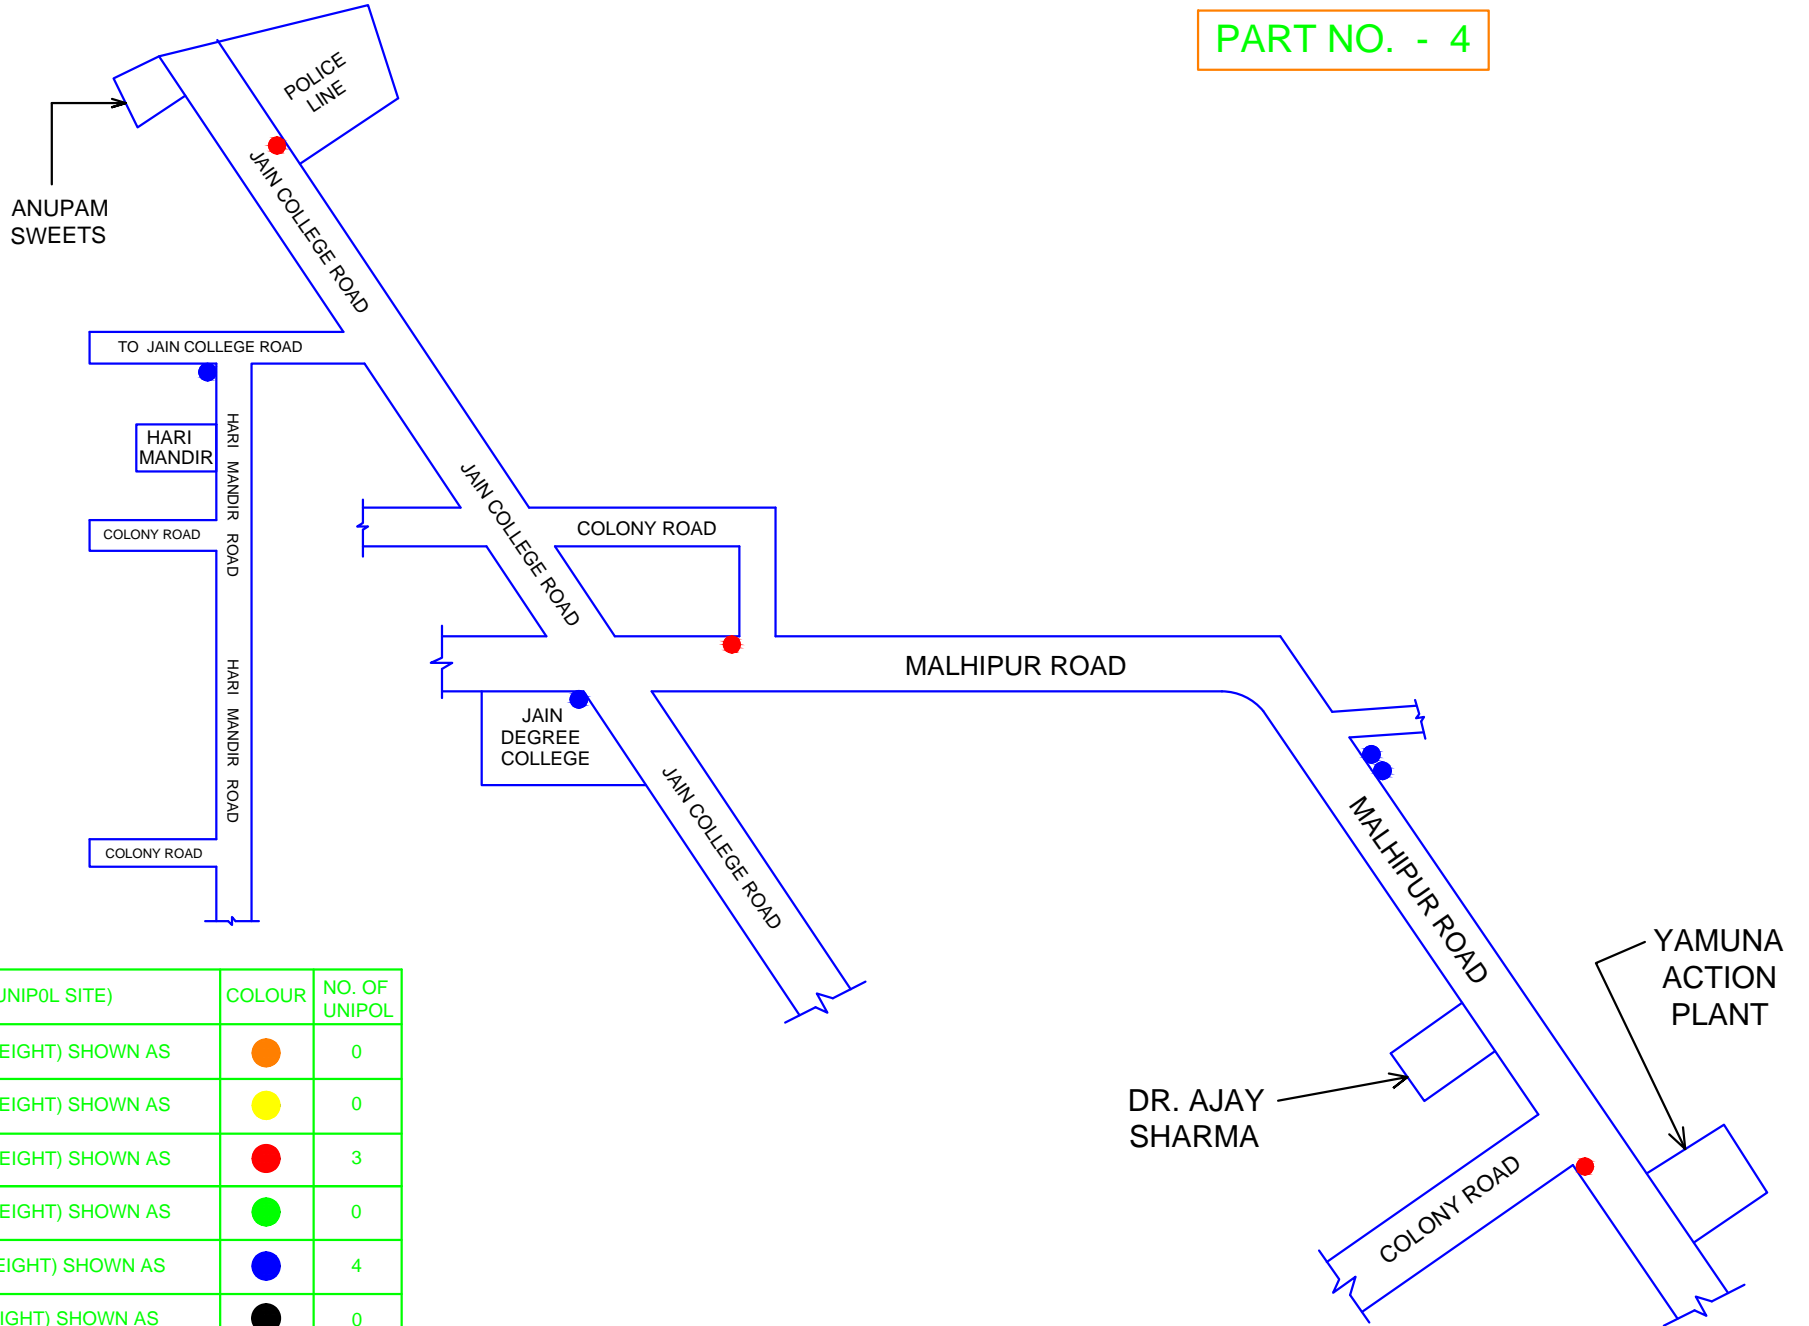 PART NO. - 4
POLICE
LINE
ANUPAM
SWEETS
JAIN COLLEGE ROAD
TO JAIN COLLEGE ROAD
HARI MANDIR ROAD
HARI
MANDIR
COLONY ROAD
JAIN COLLEGE ROAD
COLONY ROAD
MALHIPUR ROAD
HARI MANDIR ROAD
JAIN
DEGREE
COLLEGE
JAIN COLLEGE ROAD
MALHIPUR ROAD
COLONY ROAD
YAMUNA
ACTION
PLANT
DR. AJAY
SHARMA
COLONY ROAD
UNIP0L SITE) COLOUR NO. OF
UNIPOL
EIGHT) SHOWN AS 0
EIGHT) SHOWN AS 0
EIGHT) SHOWN AS 3
EIGHT) SHOWN AS 0
EIGHT) SHOWN AS 4
IGHT) SHOWN AS 0